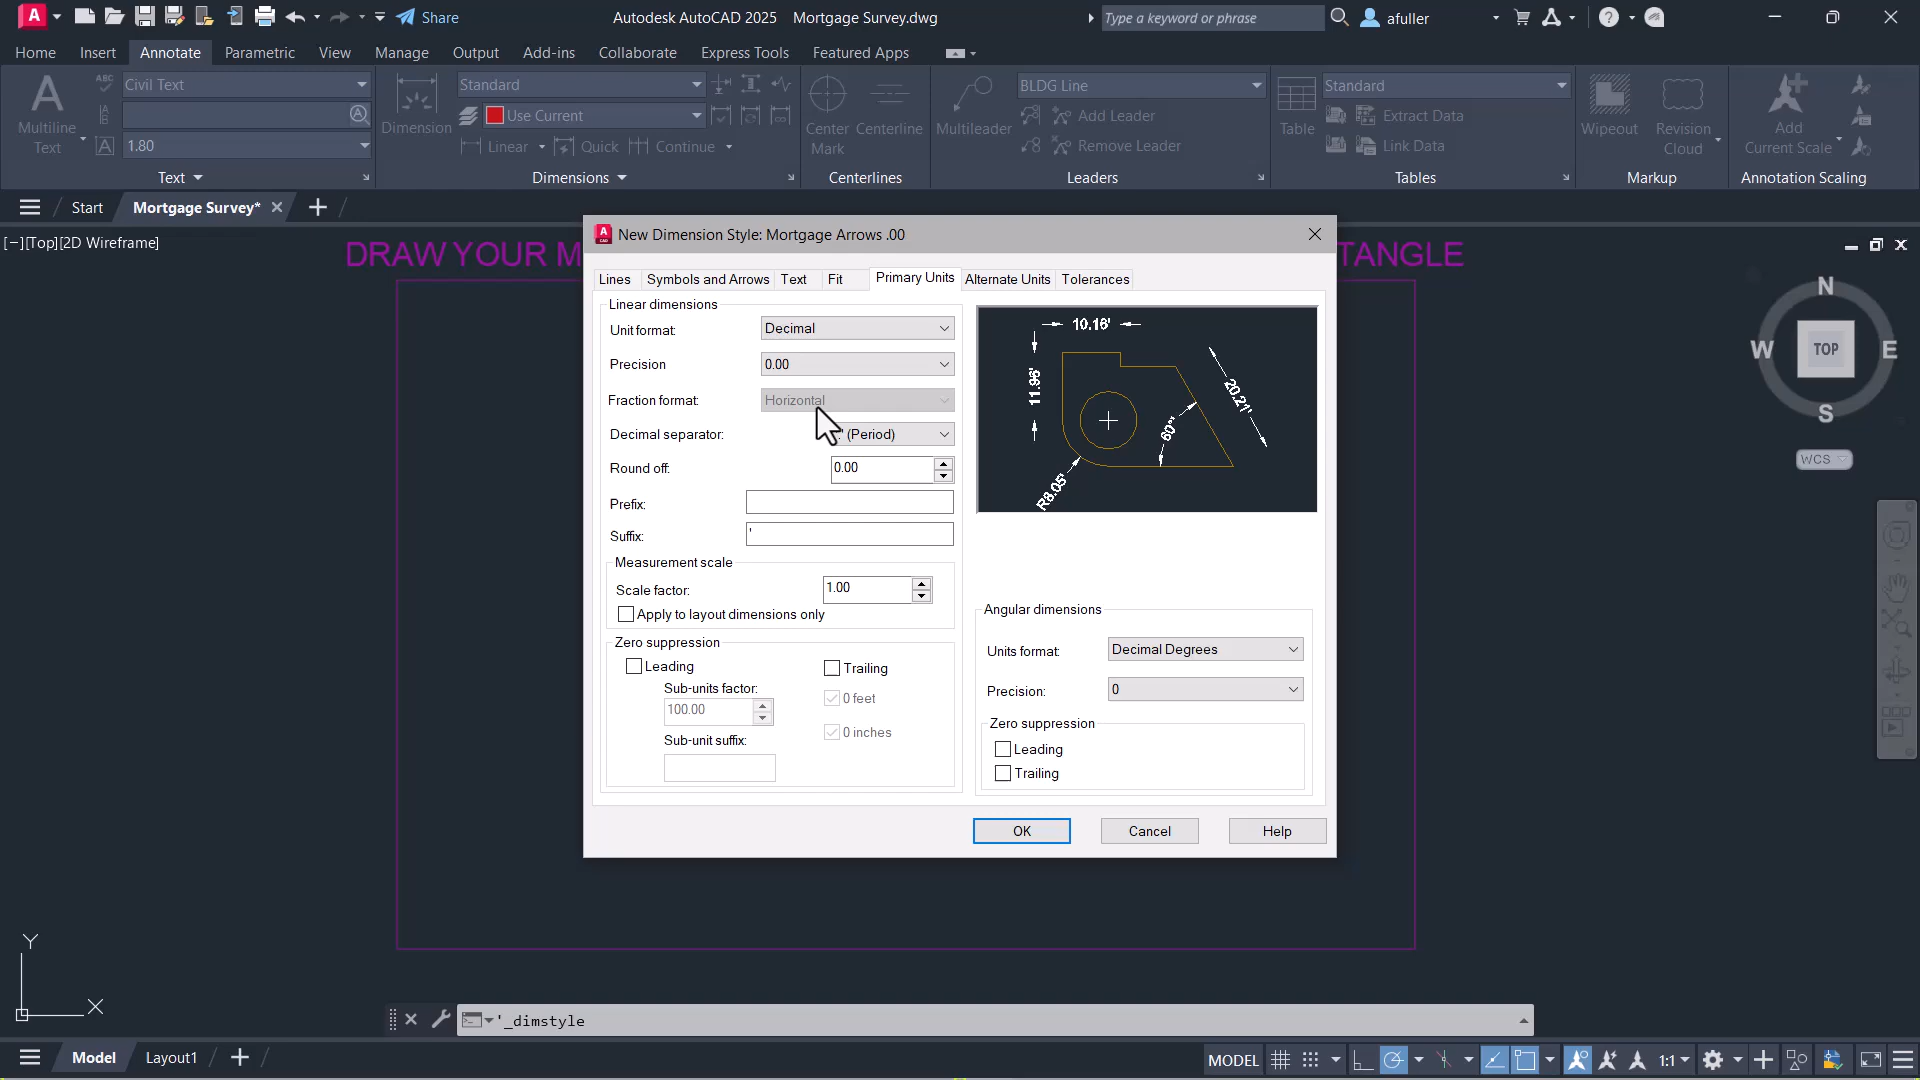 Share
Autodesk AutoCAD 2025 Mortgage Survey.dwg
Type a keyword or phrase
afuller
Home Insert Annotate Parametric View Manage Output Add-ins Collaborate Express Tools Featured Apps
Multiline Text
ABC
Civil Text
1.80
Text
Dimension
Standard
Use Current
Linear Quick Continue
Dimensions
Center Mark
Centerline
Centerlines
Multileader
BLDG Line
Add Leader
Remove Leader
Leaders
Table
Standard
Extract Data
Link Data
Tables
Wipeout
Revision Cloud
Markup
Add Current Scale
Annotation Scaling
Start Mortgage Survey*
[−][Top][2D Wireframe]
DRAW YOUR M
TANGLE
N
W TOP E
S
WCS
New Dimension Style: Mortgage Arrows .00
Lines Symbols and Arrows Text Fit Primary Units Alternate Units Tolerances
Linear dimensions
Unit format: Decimal
Precision 0.00
Fraction format: Horizontal
Decimal separator: ' (Period)
Round off: 0.00
Prefix:
Suffix: '
Measurement scale
Scale factor: 1.00
Apply to layout dimensions only
Zero suppression
Leading
Sub-units factor:
100.00
Sub-unit suffix:
Trailing
0 feet
0 inches
10.16'
11.96'
20.21'
60°'
R8.05'
Angular dimensions
Units format: Decimal Degrees
Precision: 0
Zero suppression
Leading
Trailing
OK Cancel Help
Y
X
'_dimstyle
Model Layout1
MODEL
1:1